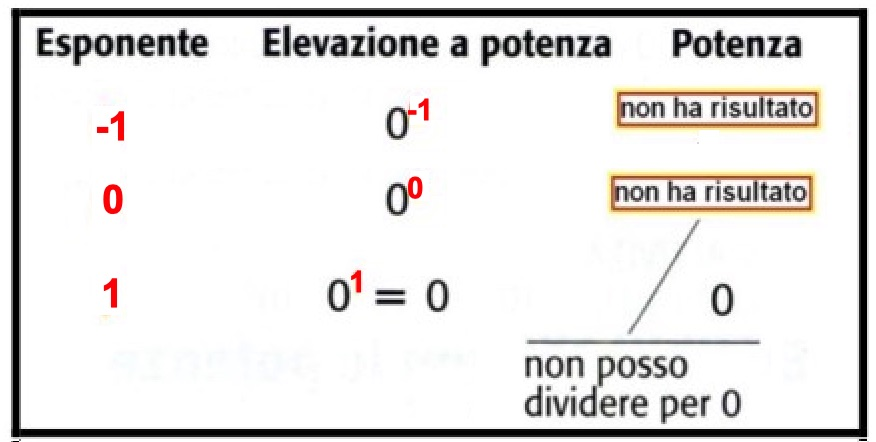 Esponente Elevazione a potenza Potenza
-1 0⁻¹ non ha risultato
0 0⁰ non ha risultato
1 0¹ = 0 0
non posso
dividere per 0